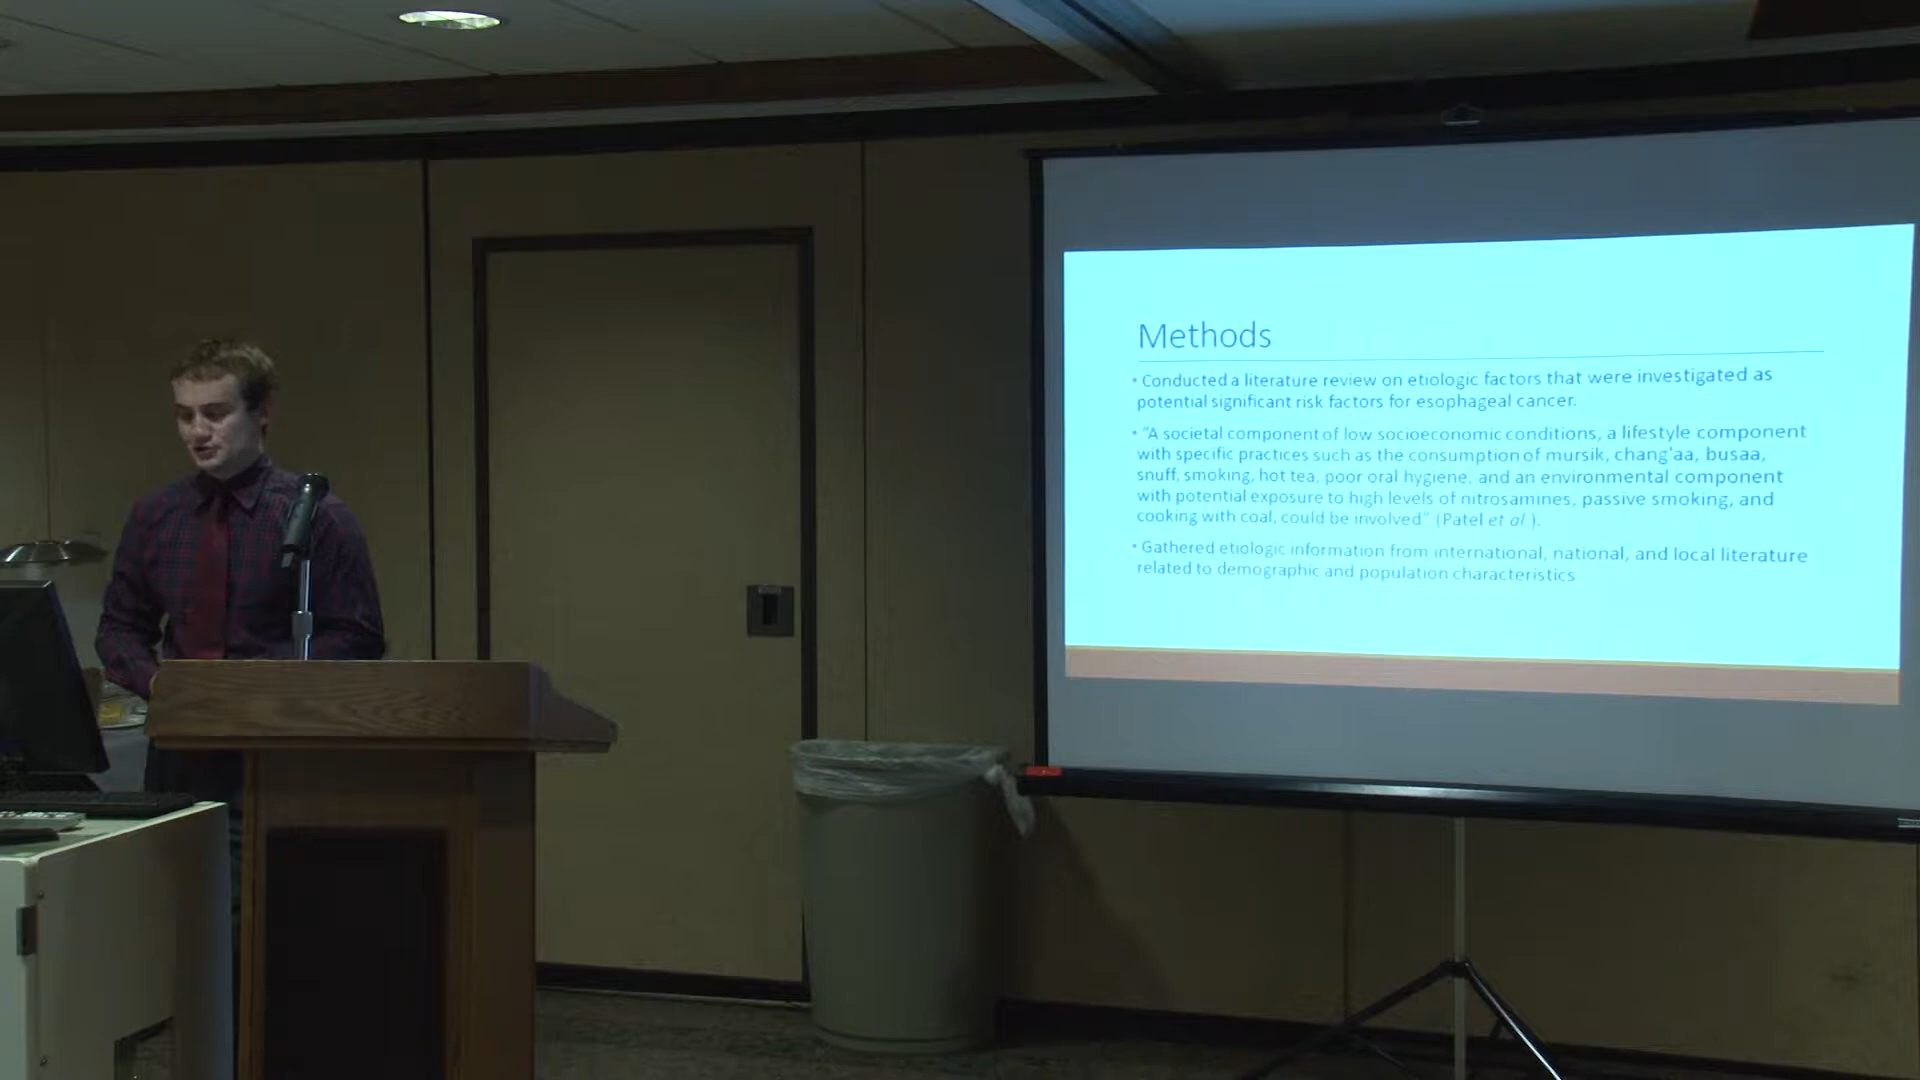 Methods
• Conducted a literature review on etiologic factors that were investigated as
potential significant risk factors for esophageal cancer.
• “A societal component of low socioeconomic conditions, a lifestyle component
with specific practices such as the consumption of mursik, chang'aa, busaa,
snuff, smoking, hot tea, poor oral hygiene, and an environmental component
with potential exposure to high levels of nitrosamines, passive smoking, and
cooking with coal, could be involved” (Patel et al.).
• Gathered etiologic information from international, national, and local literature
related to demographic and population characteristics